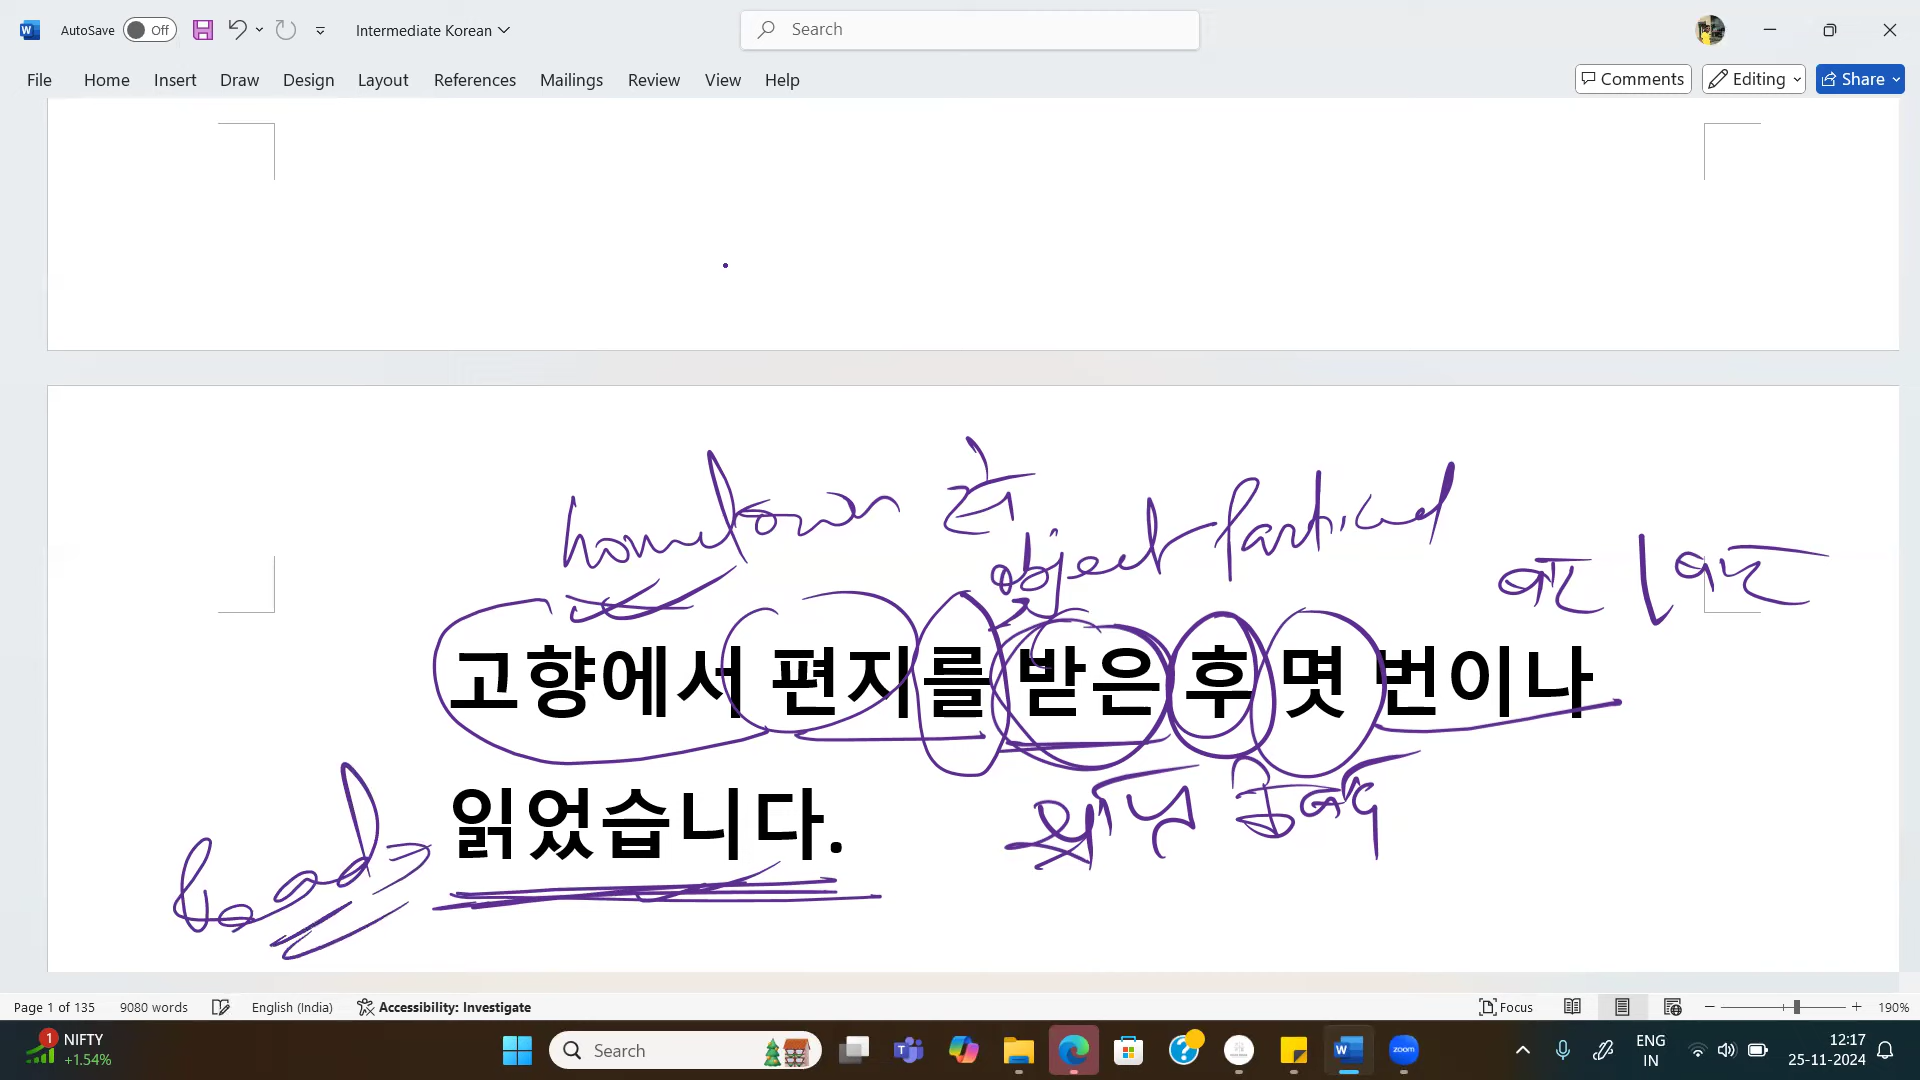 AutoSave Off Intermediate Korean Search
File Home Insert Draw Design Layout References Mailings Review View Help Comments Editing Share
hometown से
object
बार बार
고향에서 편지를 받은 후 몇 번이나
읽었습니다.
Page 1 of 135 9080 words English (India) Accessibility: Investigate Focus 190%
1 NIFTY
+1.54%
Search
zoom
ENG
IN
12:17
25-11-2024